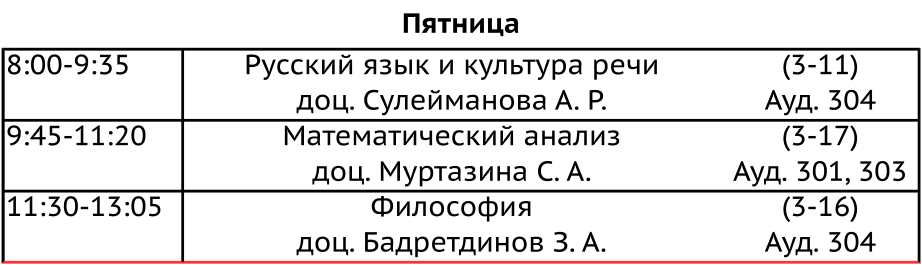 Пятница
8:00-9:35 Русский язык и культура речи (3-11)
доц. Сулейманова А. Р. Ауд. 304
9:45-11:20 Математический анализ (3-17)
доц. Муртазина С. А. Ауд. 301, 303
11:30-13:05 Философия (3-16)
доц. Бадретдинов З. А. Ауд. 304